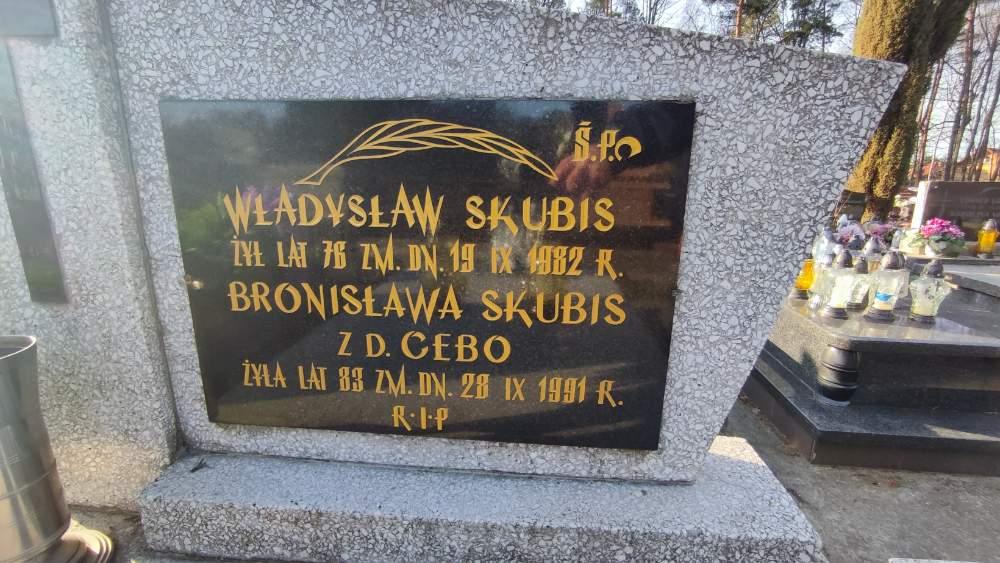 Ś.P.
WŁADYSŁAW SKUBIS
ŻYŁ LAT 76 ZM. DN. 19 IX 1982 R.
BRONISŁAWA SKUBIS
Z D. CEBO
ŻYŁA LAT 83 ZM. DN. 28 IX 1991 R.
R·I·P